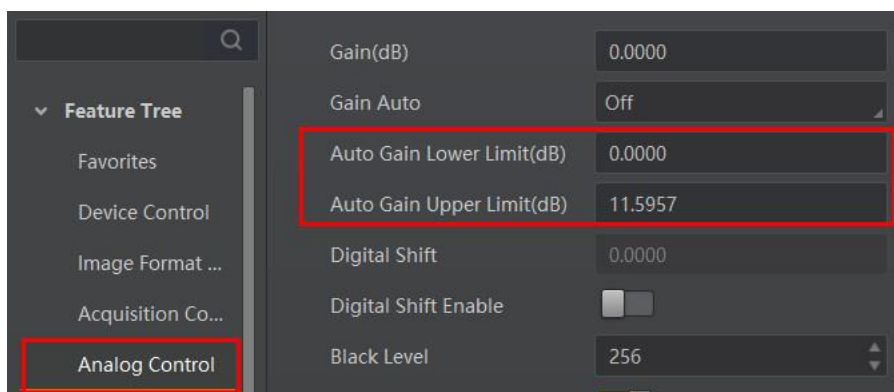 Gain(dB) 0.0000
Feature Tree Gain Auto Off
Favorites Auto Gain Lower Limit(dB) 0.0000
Device Control Auto Gain Upper Limit(dB) 11.5957
Image Format ... Digital Shift 0.0000
Acquisition Co... Digital Shift Enable
Analog Control Black Level 256